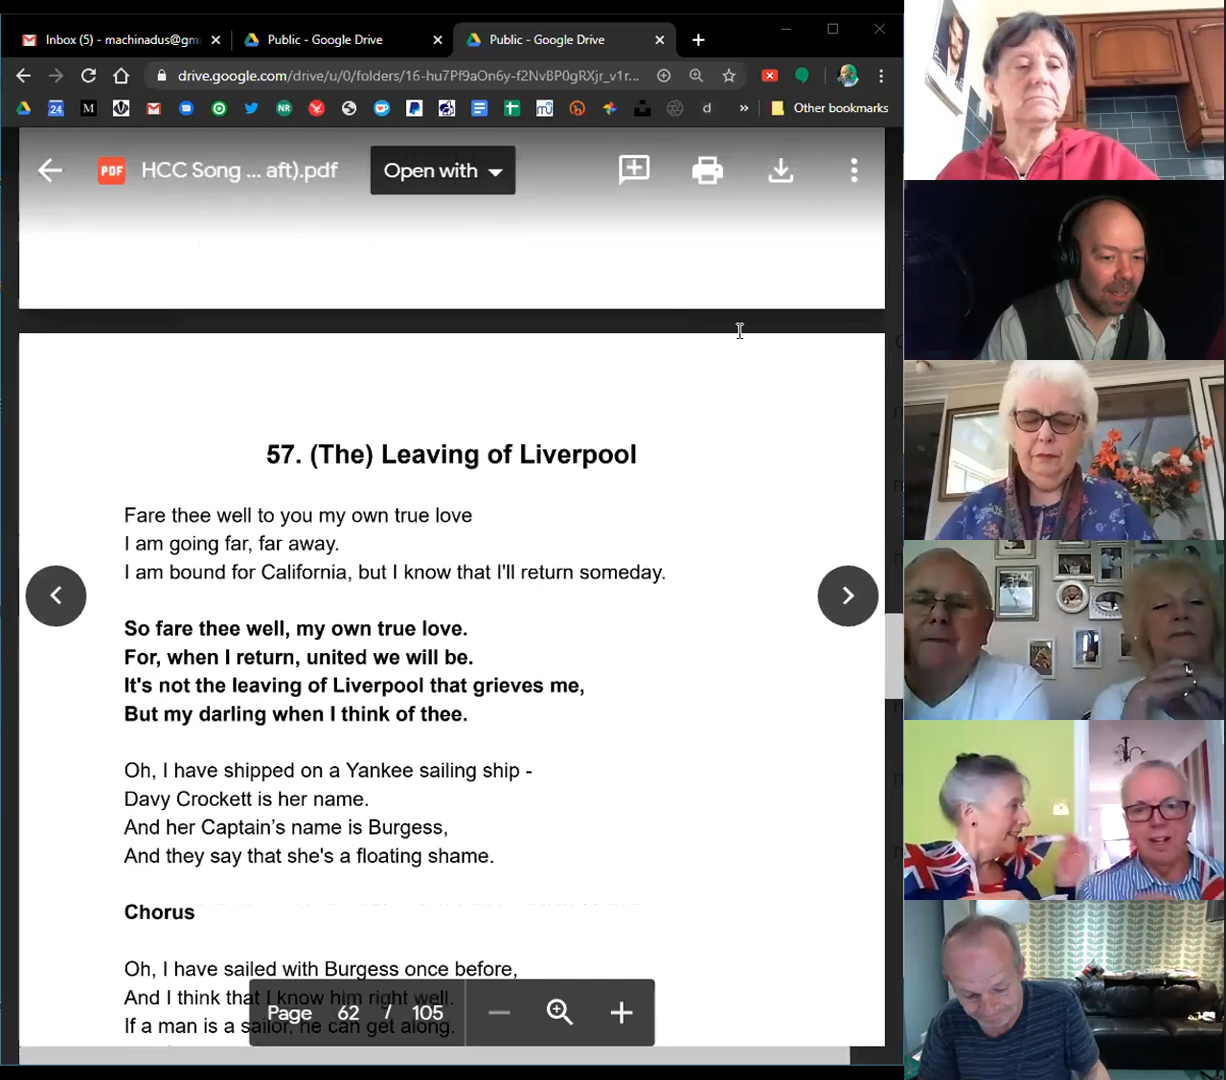 Inbox (5) - machinadus@gm
Public - Google Drive
Public - Google Drive
drive.google.com/drive/u/0/folders/16-hu7Pf9aOn6y-f2NvBP0gRXjr_v1r...
24
M
NR
mü
d
»
Other bookmarks
PDF
HCC Song ... aft).pdf
Open with
57. (The) Leaving of Liverpool
Fare thee well to you my own true love
I am going far, far away.
I am bound for California, but I know that I'll return someday.
So fare thee well, my own true love.
For, when I return, united we will be.
It's not the leaving of Liverpool that grieves me,
But my darling when I think of thee.
Oh, I have shipped on a Yankee sailing ship -
Davy Crockett is her name.
And her Captain’s name is Burgess,
And they say that she's a floating shame.
Chorus
Oh, I have sailed with Burgess once before,
And I think that I know him right well.
If a man is a sailor, he can get along.
Page 62 / 105